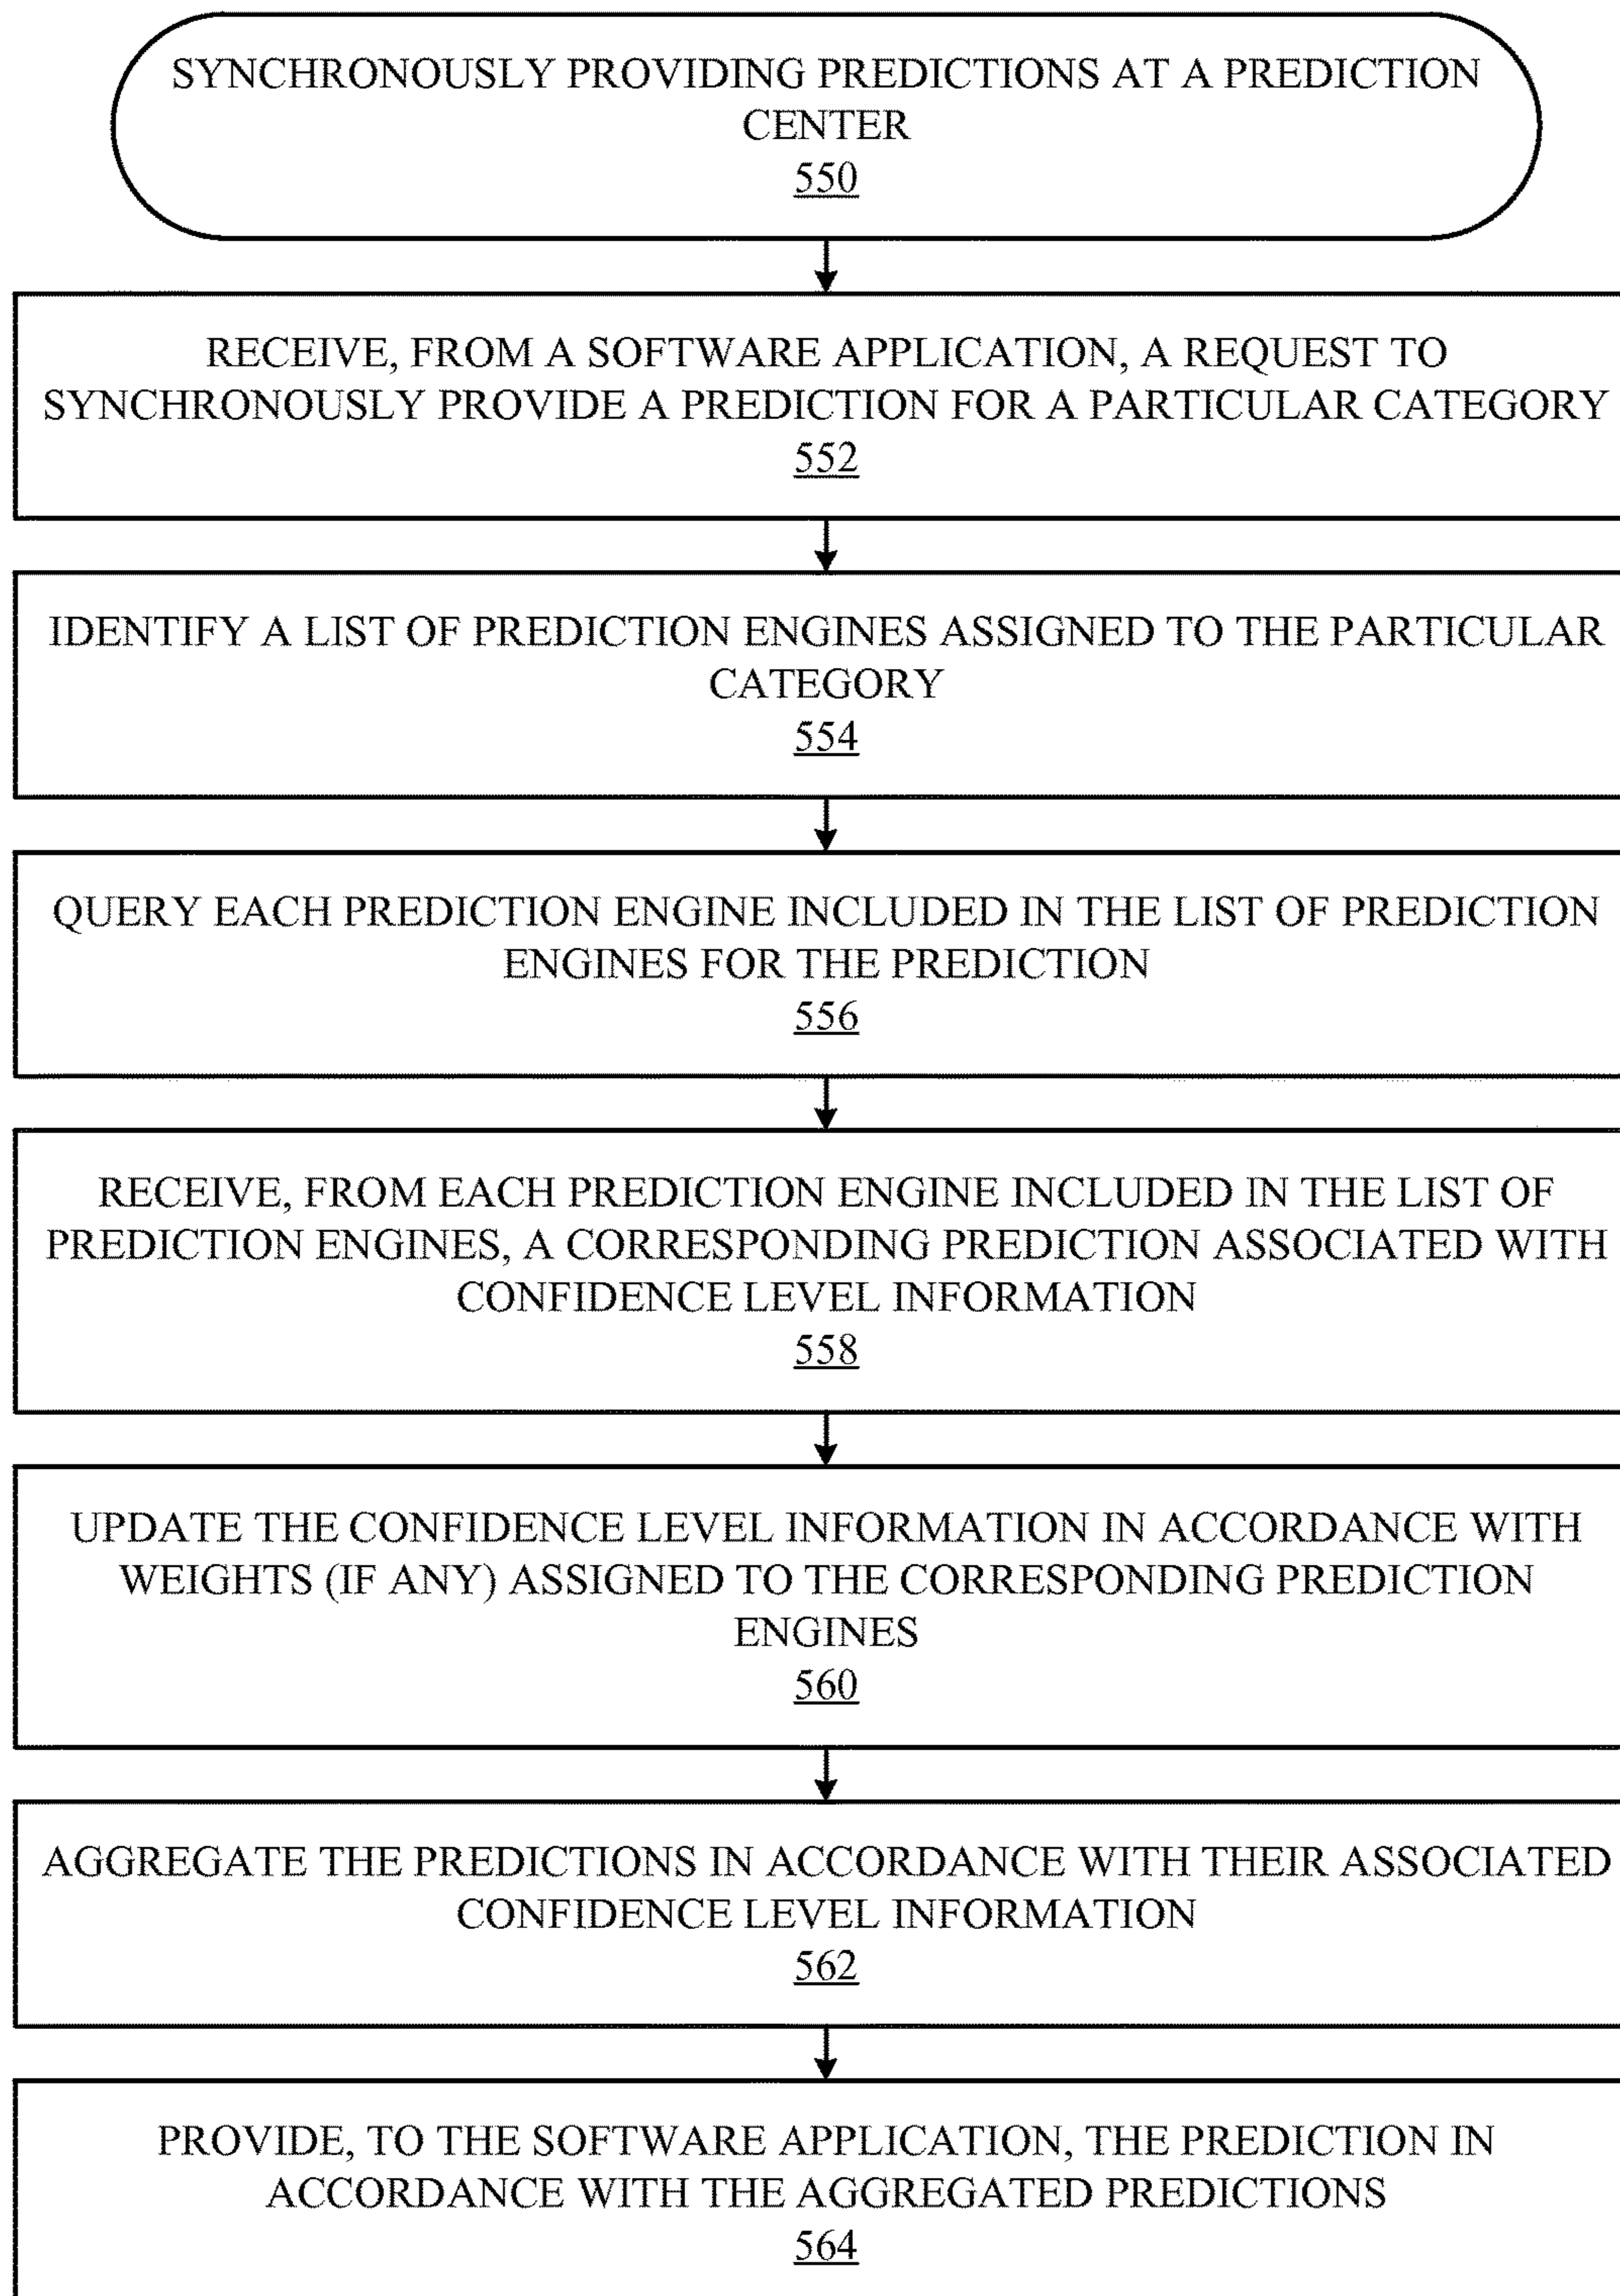 SYNCHRONOUSLY PROVIDING PREDICTIONS AT A PREDICTION
CENTER
550
RECEIVE, FROM A SOFTWARE APPLICATION, A REQUEST TO
SYNCHRONOUSLY PROVIDE A PREDICTION FOR A PARTICULAR CATEGORY
552
IDENTIFY A LIST OF PREDICTION ENGINES ASSIGNED TO THE PARTICULAR
CATEGORY
554
QUERY EACH PREDICTION ENGINE INCLUDED IN THE LIST OF PREDICTION
ENGINES FOR THE PREDICTION
556
RECEIVE, FROM EACH PREDICTION ENGINE INCLUDED IN THE LIST OF
PREDICTION ENGINES, A CORRESPONDING PREDICTION ASSOCIATED WITH
CONFIDENCE LEVEL INFORMATION
558
UPDATE THE CONFIDENCE LEVEL INFORMATION IN ACCORDANCE WITH
WEIGHTS (IF ANY) ASSIGNED TO THE CORRESPONDING PREDICTION
ENGINES
560
AGGREGATE THE PREDICTIONS IN ACCORDANCE WITH THEIR ASSOCIATED
CONFIDENCE LEVEL INFORMATION
562
PROVIDE, TO THE SOFTWARE APPLICATION, THE PREDICTION IN
ACCORDANCE WITH THE AGGREGATED PREDICTIONS
564